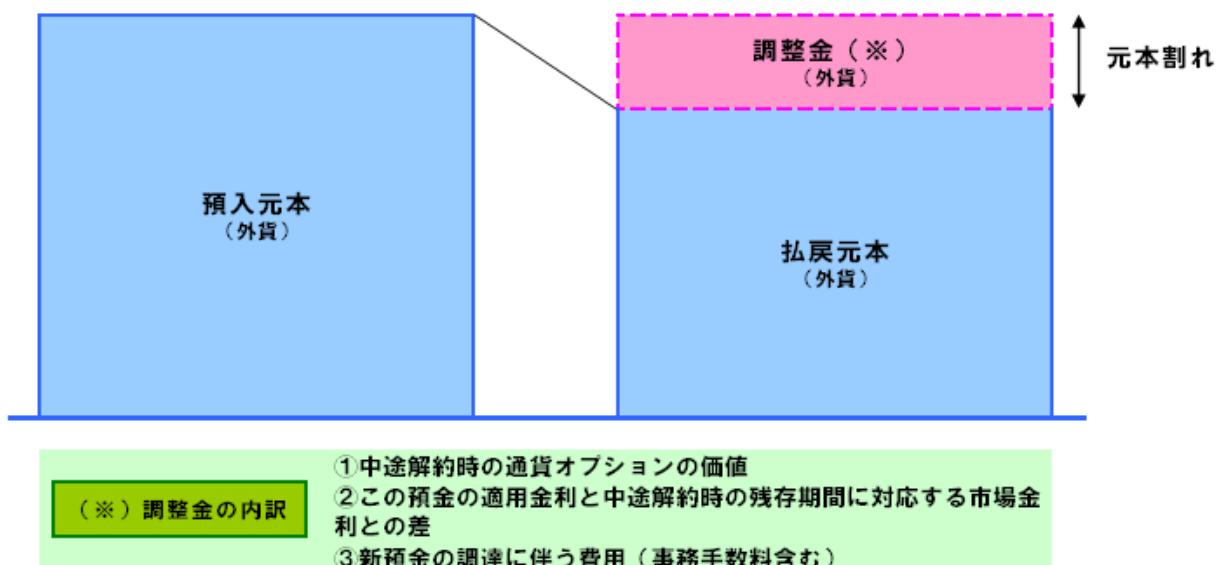 調整金（※）
（外貨）
元本割れ
預入元本
（外貨）
払戻元本
（外貨）
（※）調整金の内訳
①中途解約時の通貨オプションの価値
②この預金の適用金利と中途解約時の残存期間に対応する市場金
利との差
③新預金の調達に伴う費用（事務手数料含む）